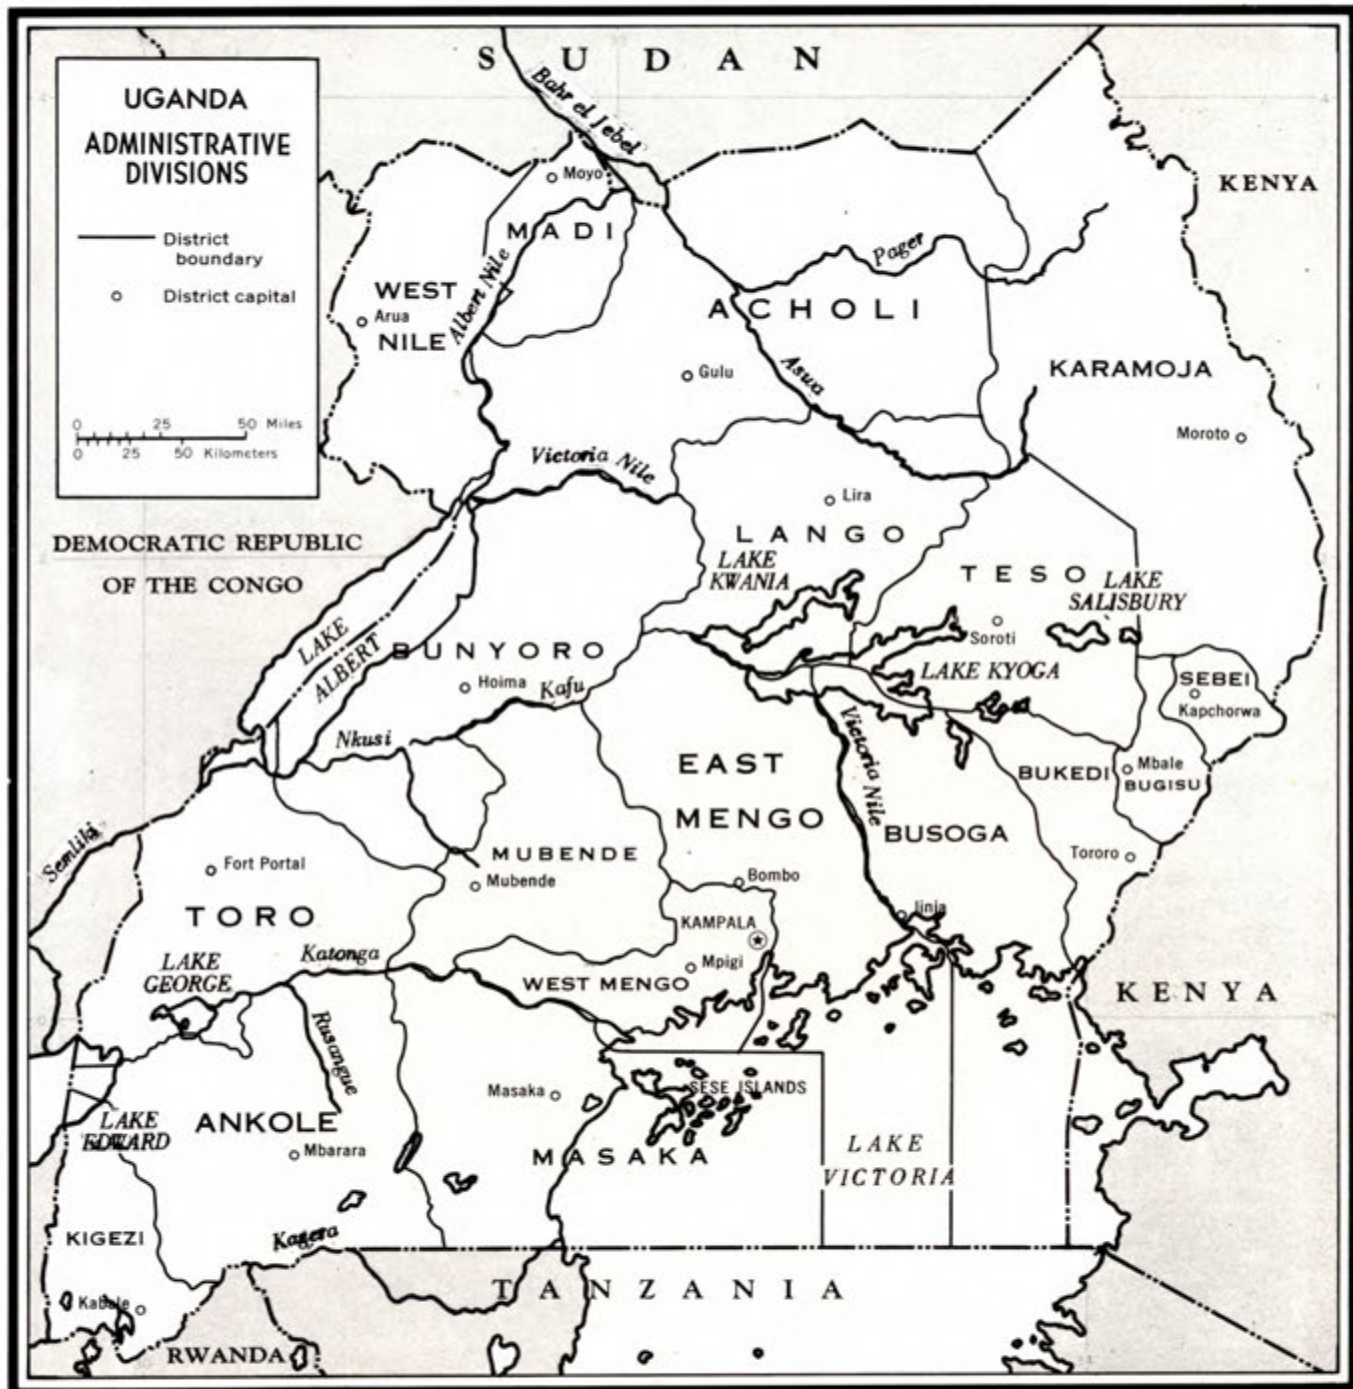 SUDAN
Bahr el Jebel
UGANDA
ADMINISTRATIVE
DIVISIONS
District
boundary
District capital
0 25 50 Miles
0 25 50 Kilometers
KENYA
Moyo
MADI
WEST
NILE
Arua
Albert Nile
Pager
ACHOLI
Gulu
Aswa
KARAMOJA
Moroto
Victoria Nile
Lira
LANGO
LAKE
KWANIA
DEMOCRATIC REPUBLIC
OF THE CONGO
TESO
LAKE
SALISBURY
Soroti
LAKE KYOGA
LAKE
ALBERT
BUNYORO
Hoima
Kafu
Nkusi
SEBEI
Kapchorwa
Victoria Nile
EAST
MENGO
BUKEDI
Mbale
BUGISU
BUSOGA
Tororo
Semliki
Fort Portal
TORO
MUBENDE
Mubende
Bombo
KAMPALA
Jinja
Mpigi
WEST MENGO
Katonga
LAKE
GEORGE
Rusangue
KENYA
Masaka
SESE ISLANDS
ANKOLE
LAKE
EDWARD
Mbarara
MASAKA
LAKE
VICTORIA
KIGEZI
Kagera
Kabale
TANZANIA
RWANDA